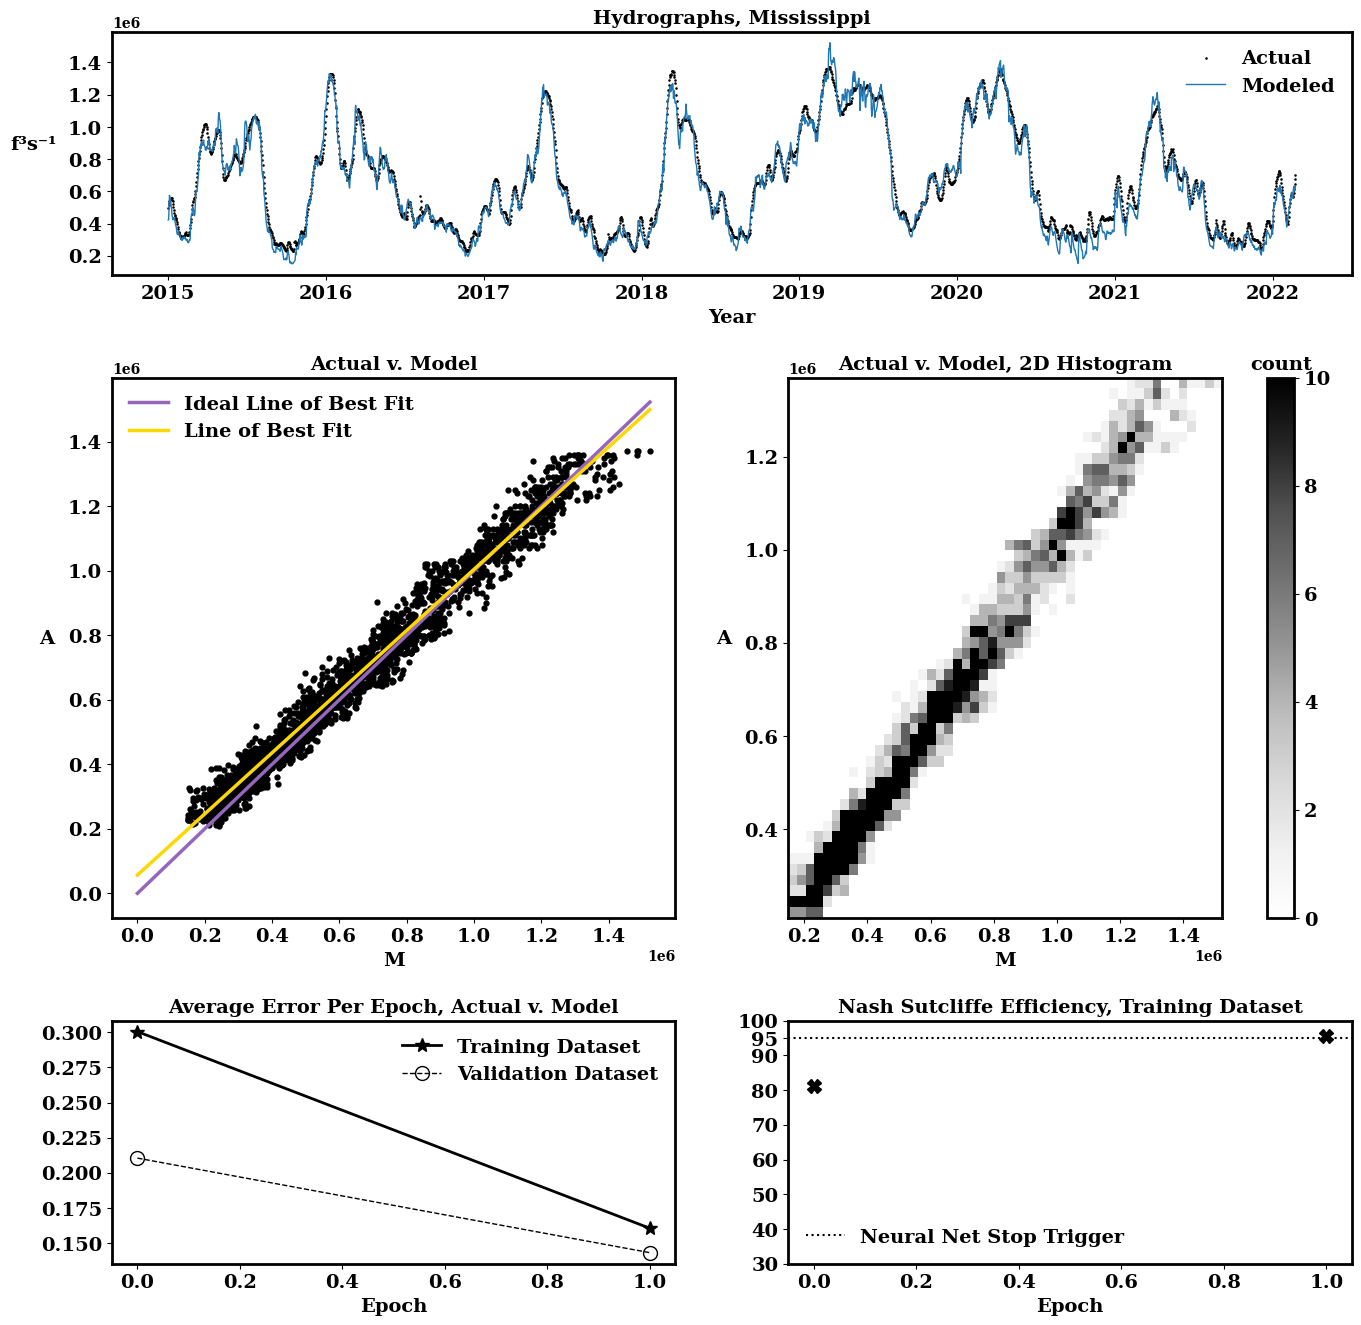 Hydrographs, Mississippi
1e6
1.4
1.2
1.0
0.8
0.6
0.4
0.2
f³s⁻¹
Actual
Modeled
2015 2016 2017 2018 2019 2020 2021 2022
Year
Actual v. Model
1e6
Ideal Line of Best Fit
Line of Best Fit
1.4
1.2
1.0
0.8
0.6
0.4
0.2
0.0
A
0.0 0.2 0.4 0.6 0.8 1.0 1.2 1.4
M
1e6
Actual v. Model, 2D Histogram
1e6
1.2
1.0
0.8
0.6
0.4
A
0.2 0.4 0.6 0.8 1.0 1.2 1.4
M
1e6
count
10
8
6
4
2
0
Average Error Per Epoch, Actual v. Model
Training Dataset
Validation Dataset
0.300
0.275
0.250
0.225
0.200
0.175
0.150
0.0 0.2 0.4 0.6 0.8 1.0
Epoch
Nash Sutcliffe Efficiency, Training Dataset
100
95
90
80
70
60
50
40
30
Neural Net Stop Trigger
0.0 0.2 0.4 0.6 0.8 1.0
Epoch